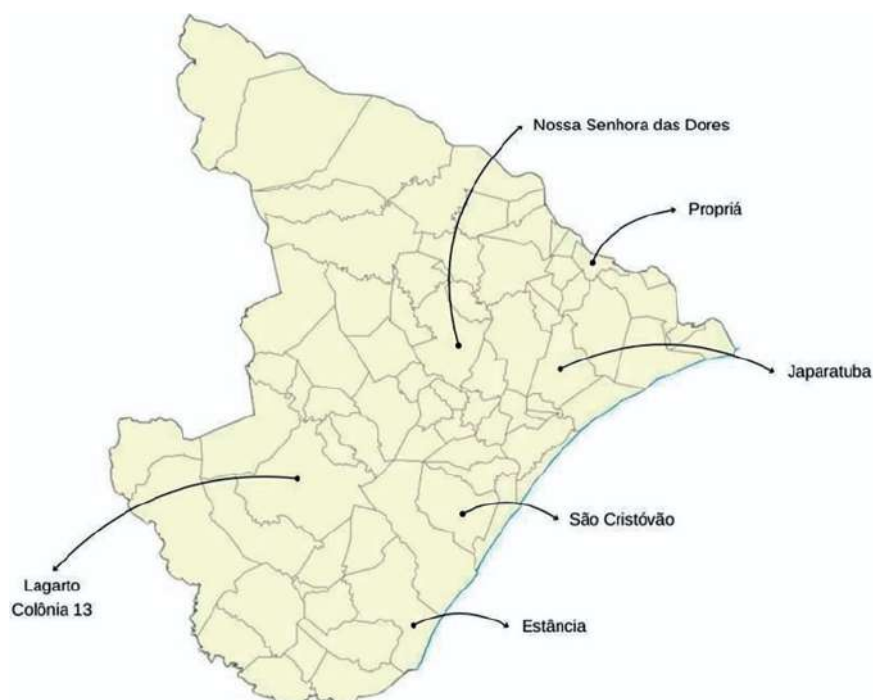 Nossa Senhora das Dores
Propriá
Japaratuba
São Cristóvão
Lagarto
Colônia 13
Estância